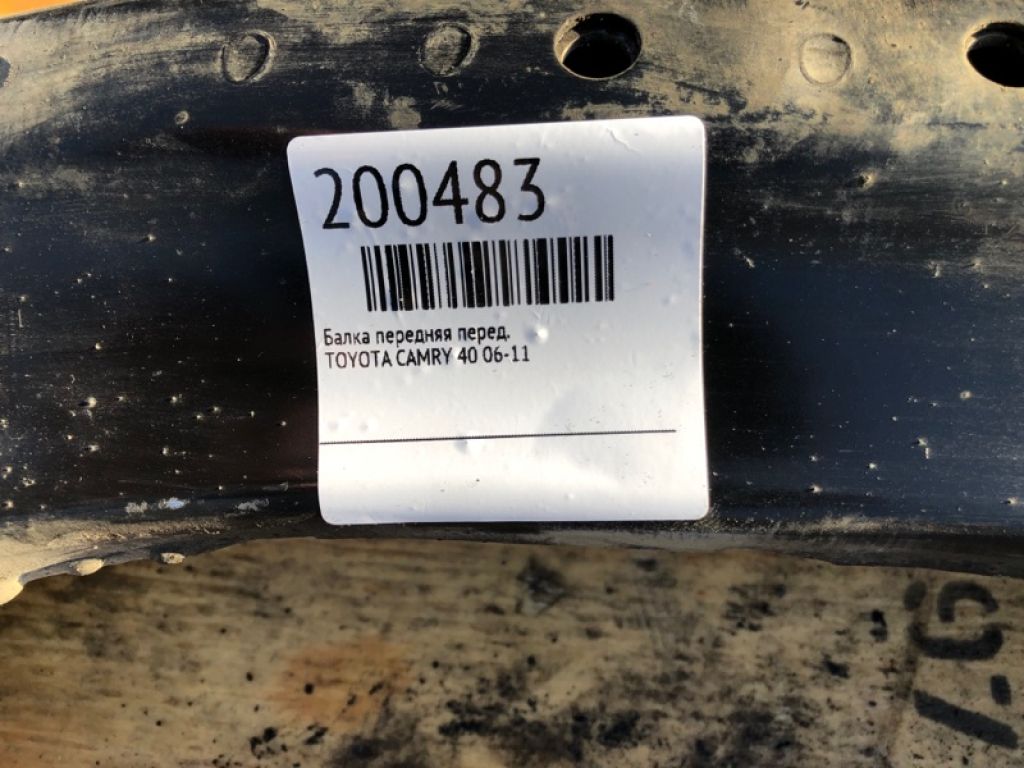 200483
Балка передняя перед.
TOYOTA CAMRY 40 06-11